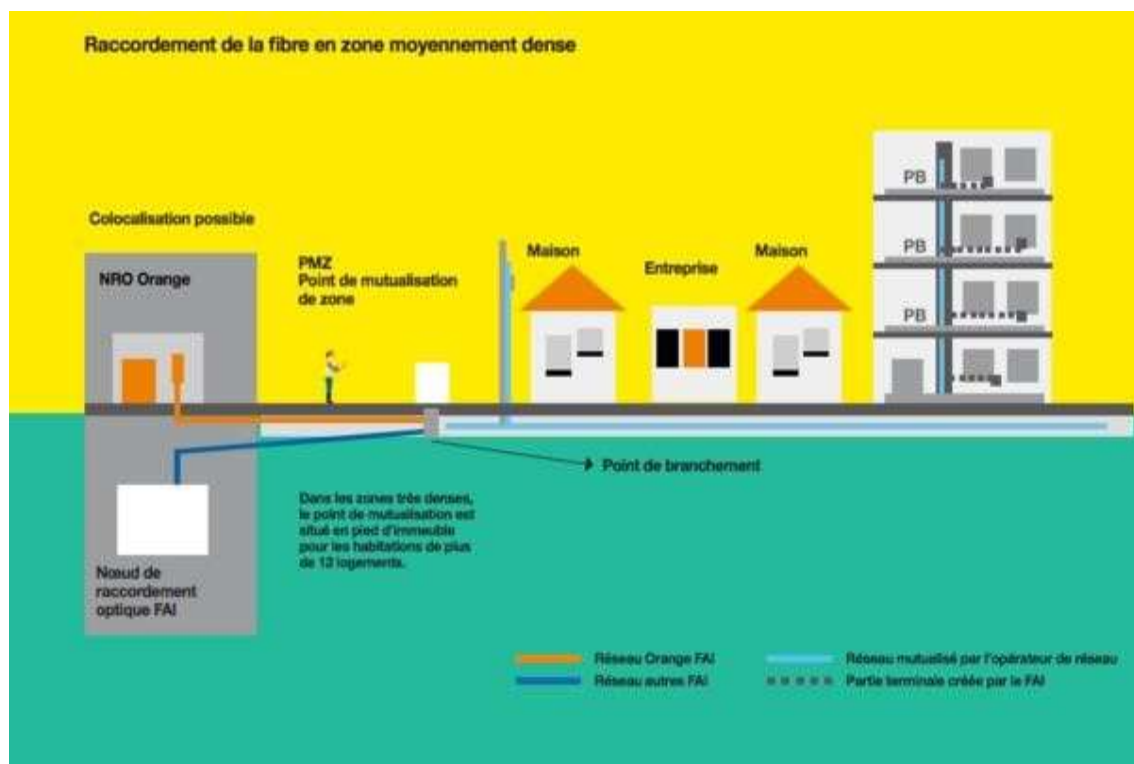 Raccordement de la fibre en zone moyennement dense
Colocalisation possible
NRO Orange
PMZ
Point de mutualisation
de zone
Maison
Entreprise
Maison
PB
PB
PB
Point de branchement
Dans les zones très denses,
le point de mutualisation est
situé en pied d'immeuble
pour les habitations de plus
de 12 logements.
Nœud de
raccordement
optique FAI
Réseau Orange FAI
Réseau autres FAI
Réseau mutualisé par l'opérateur de réseau
Partie terminale créée par le FAI